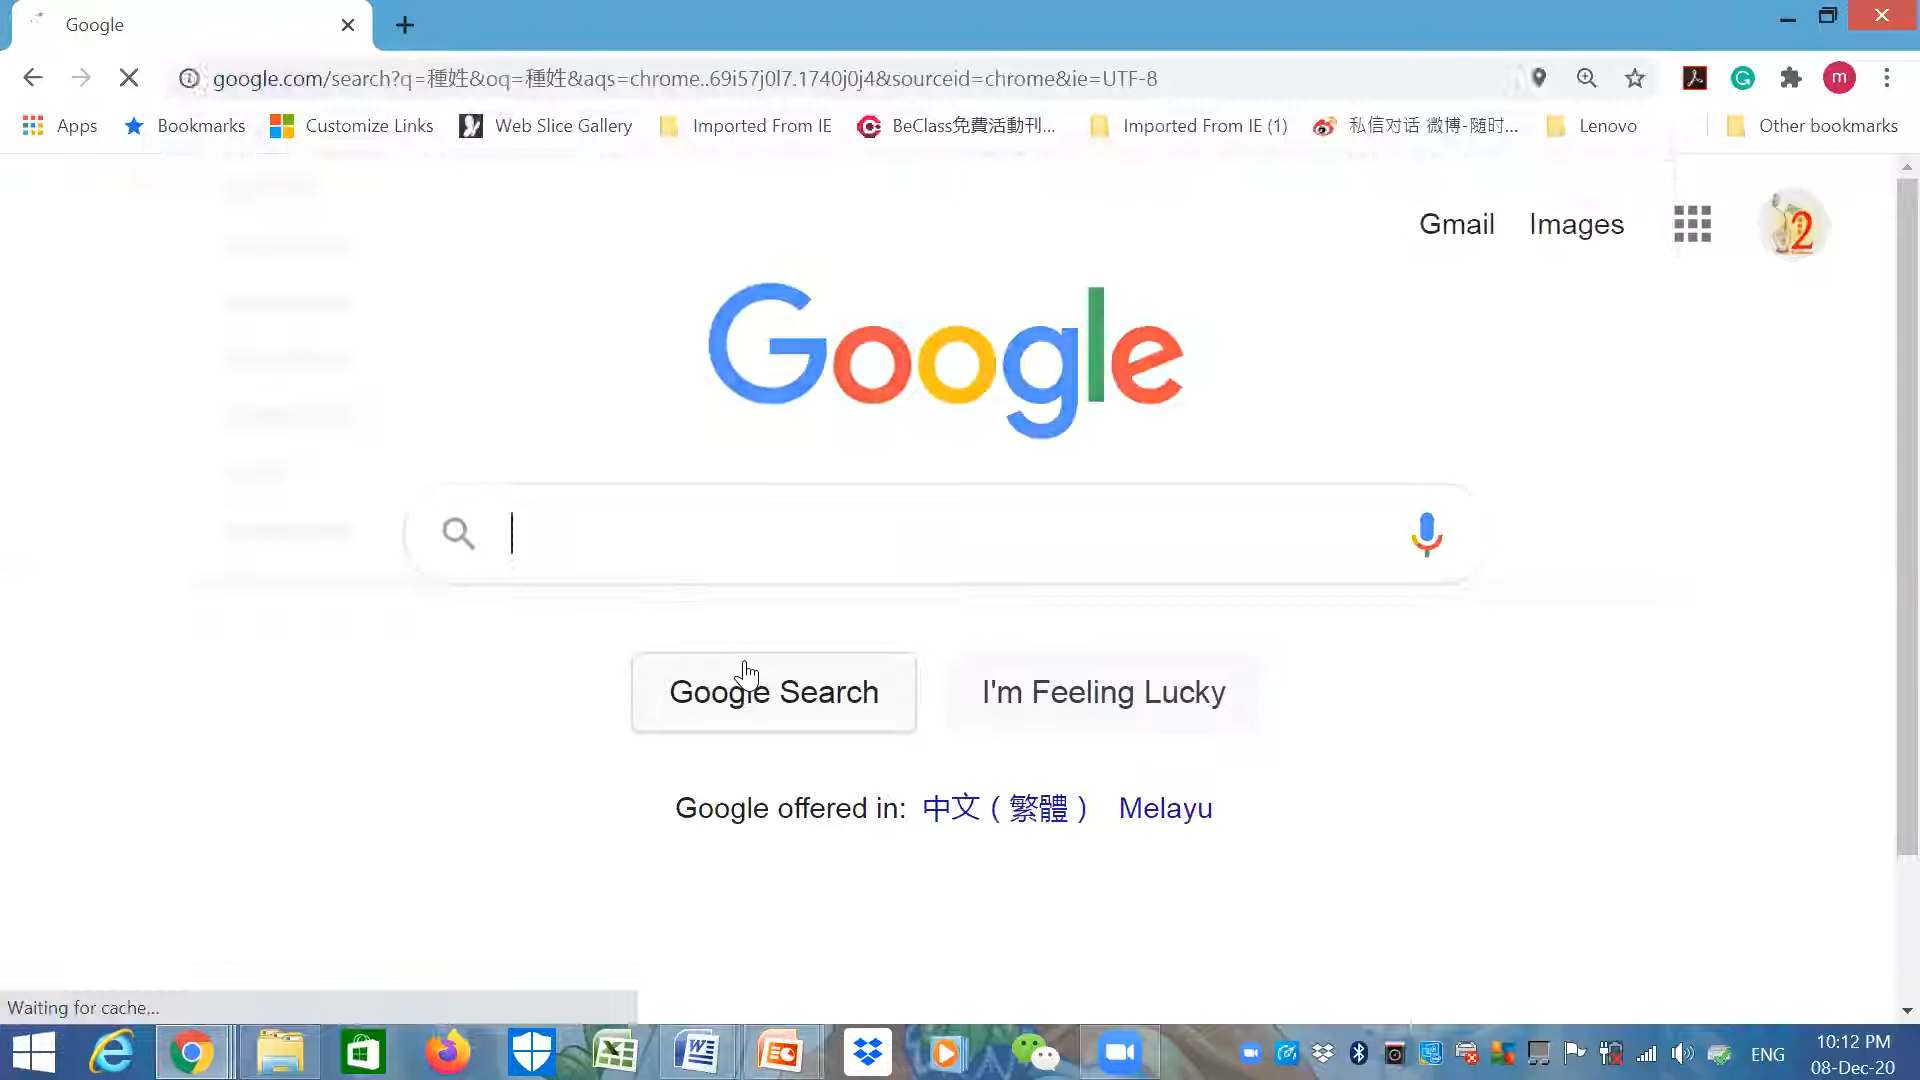 Google
google.com/search?q=種姓&oq=種姓&aqs=chrome..69i57j0l7.1740j0j4&sourceid=chrome&ie=UTF-8
m
Apps
Bookmarks
Customize Links
Web Slice Gallery
Imported From IE
BeClass免費活動刊...
Imported From IE (1)
私信对话 微博-随时...
Lenovo
Other bookmarks
Gmail
Images
2
Google
Google Search
I'm Feeling Lucky
Google offered in: 中文 ( 繁體 ) Melayu
Waiting for cache...
ENG
10:12 PM
08-Dec-20